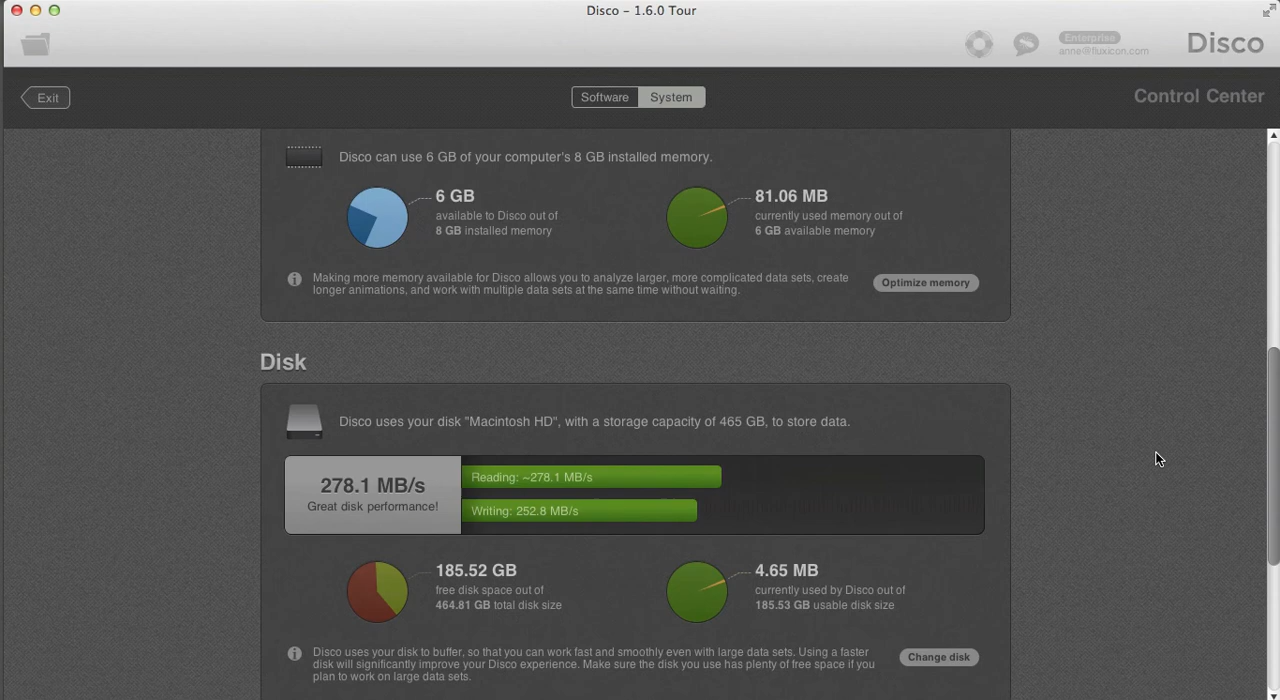 Disco – 1.6.0 Tour
Enterprise
anne@fluxicon.com
Disco
Exit
Software
System
Control Center
Disco can use 6 GB of your computer's 8 GB installed memory.
6 GB
available to Disco out of
8 GB installed memory
81.06 MB
currently used memory out of
6 GB available memory
Making more memory available for Disco allows you to analyze larger, more complicated data sets, create
longer animations, and work with multiple data sets at the same time without waiting.
Optimize memory
Disk
Disco uses your disk "Macintosh HD", with a storage capacity of 465 GB, to store data.
278.1 MB/s
Great disk performance!
Reading: ~278.1 MB/s
Writing: 252.8 MB/s
185.52 GB
free disk space out of
464.81 GB total disk size
4.65 MB
currently used by Disco out of
185.53 GB usable disk size
Disco uses your disk to buffer, so that you can work fast and smoothly even with large data sets. Using a faster
disk will significantly improve your Disco experience. Make sure the disk you use has plenty of free space if you
plan to work on large data sets.
Change disk